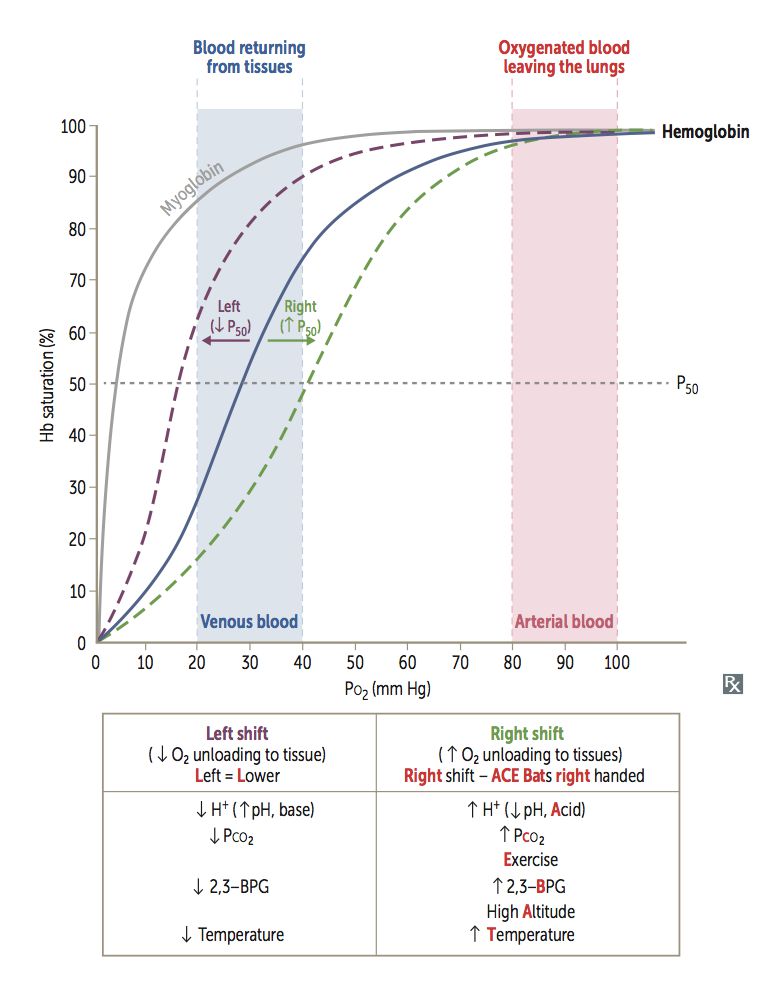 Blood returning
from tissues
Oxygenated blood
leaving the lungs
Hb saturation (%)
100
90
80
70
60
50
40
30
20
10
0
Myoglobin
Hemoglobin
Left
(↓ P₅₀)
Right
(↑ P₅₀)
P₅₀
Venous blood
Arterial blood
0 10 20 30 40 50 60 70 80 90 100
PO₂ (mm Hg)
Rx
Left shift
(↓ O₂ unloading to tissue)
Left = Lower
↓ H⁺ (↑ pH, base)
↓ PCO₂
↓ 2,3–BPG
↓ Temperature
Right shift
(↑ O₂ unloading to tissues)
Right shift – ACE Bats right handed
↑ H⁺ (↓ pH, Acid)
↑ PCO₂
Exercise
↑ 2,3–BPG
High Altitude
↑ Temperature